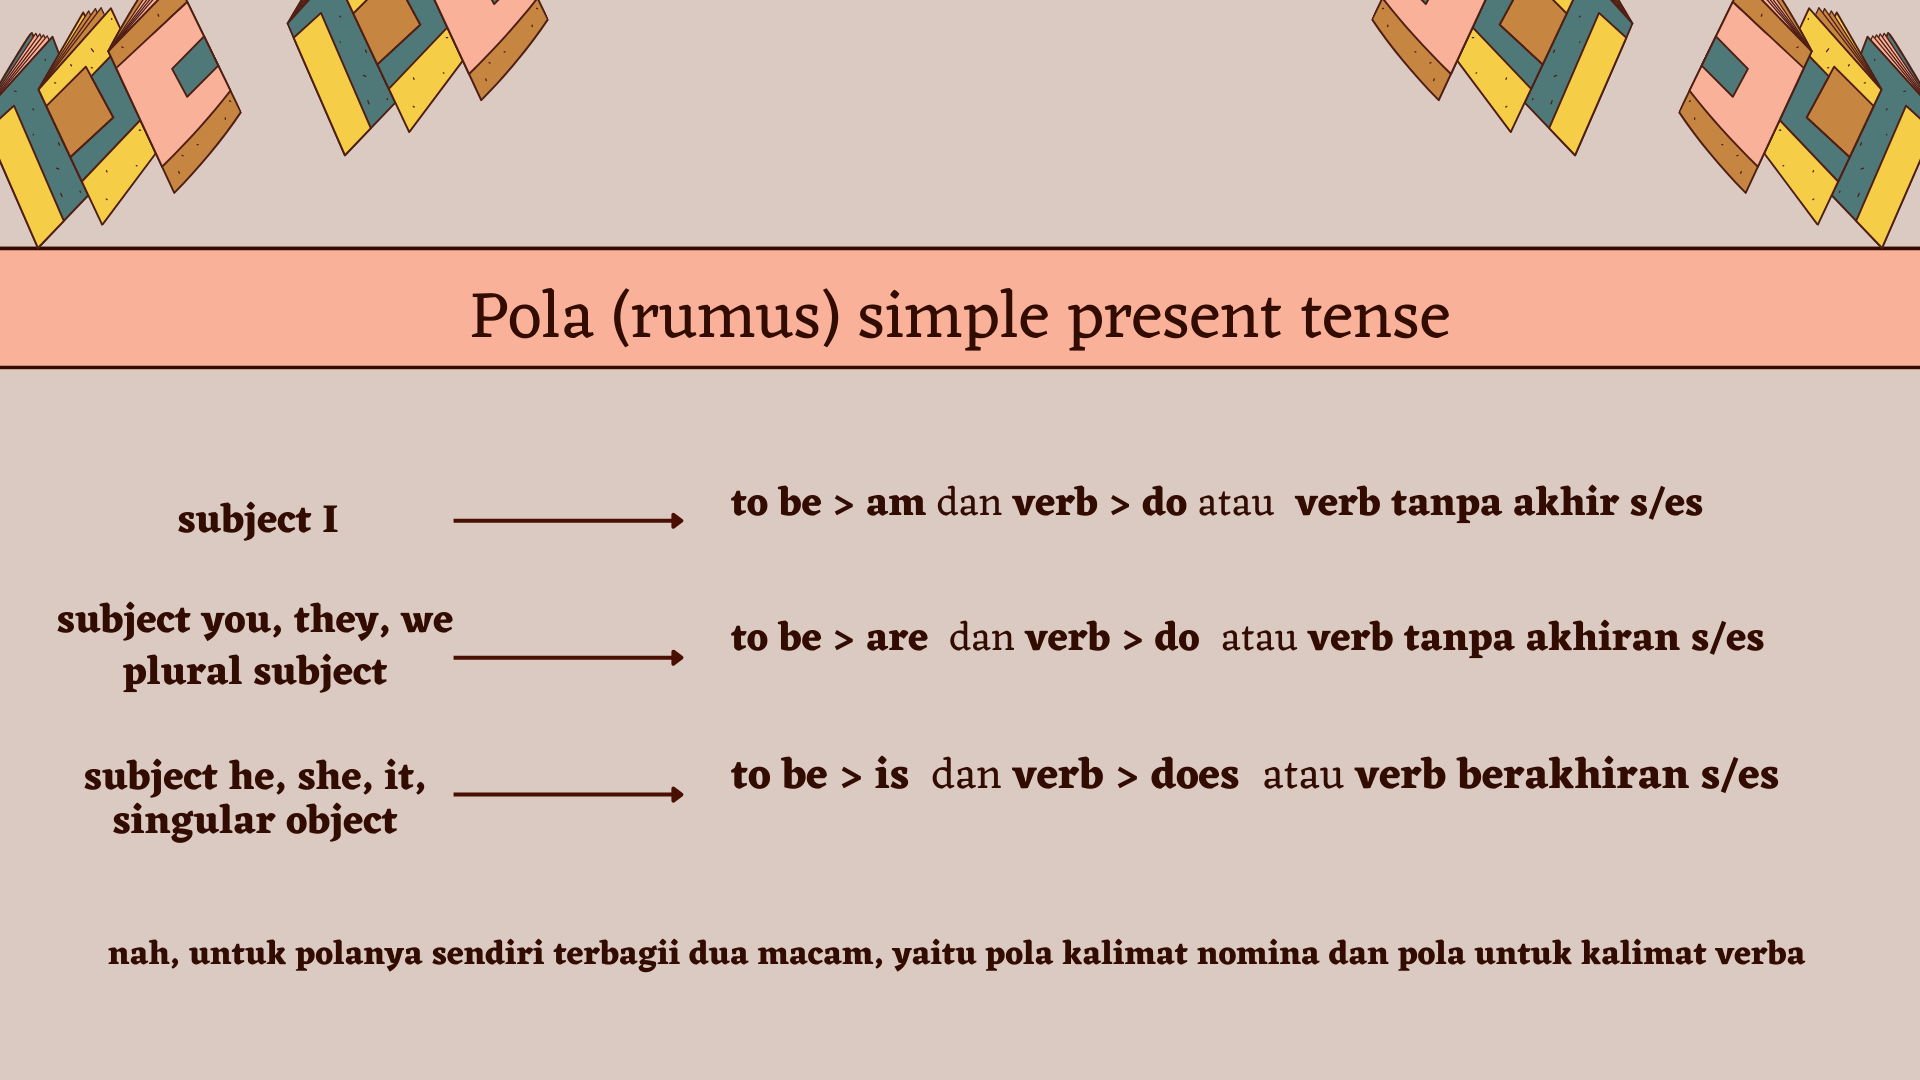 Pola (rumus) simple present tense
subject I
to be > am dan verb > do atau verb tanpa akhir s/es
subject you, they, we
plural subject
to be > are dan verb > do atau verb tanpa akhiran s/es
subject he, she, it,
singular object
to be > is dan verb > does atau verb berakhiran s/es
nah, untuk polanya sendiri terbagii dua macam, yaitu pola kalimat nomina dan pola untuk kalimat verba